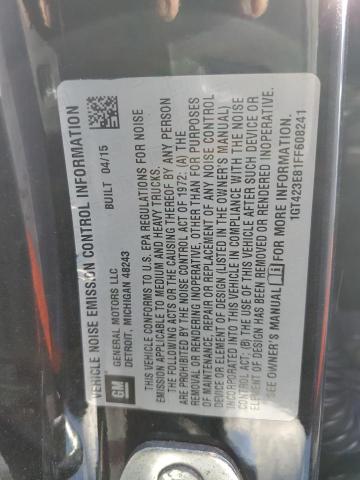 VEHICLE NOISE EMISSION CONTROL INFORMATION
GM
GENERAL MOTORS LLC
DETROIT, MICHIGAN 48243
BUILT 04/15
THIS VEHICLE CONFORMS TO U.S. EPA REGULATIONS FOR NOISE
EMISSION APPLICABLE TO MEDIUM AND HEAVY TRUCKS.
THE FOLLOWING ACTS OR THE CAUSING THEREOF BY ANY PERSON
ARE PROHIBITED BY THE NOISE CONTROL ACT OF 1972: (A) THE
REMOVAL OR RENDERING INOPERATIVE, OTHER THAN FOR PURPOSES
OF MAINTENANCE, REPAIR OR REPLACEMENT OF ANY NOISE CONTROL
DEVICE OR ELEMENT OF DESIGN (LISTED IN THE OWNER'S MANUAL)
INCORPORATED INTO THIS VEHICLE IN COMPLIANCE WITH THE NOISE
CONTROL ACT; (B) THE USE OF THIS VEHICLE AFTER SUCH DEVICE OR
ELEMENT OF DESIGN HAS BEEN REMOVED OR RENDERED INOPERATIVE.
SEE OWNER'S MANUAL i FOR MORE INFORMATION.
1GT423E81FF608241